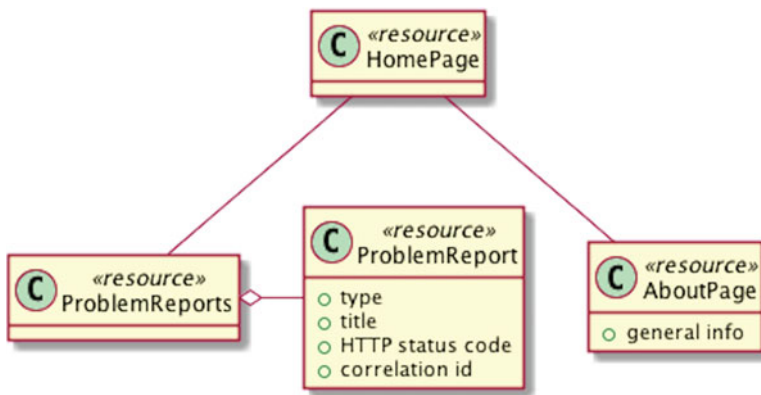 C «resource»
HomePage
C «resource»
ProblemReports
C «resource»
ProblemReport
type
title
HTTP status code
correlation id
C «resource»
AboutPage
general info